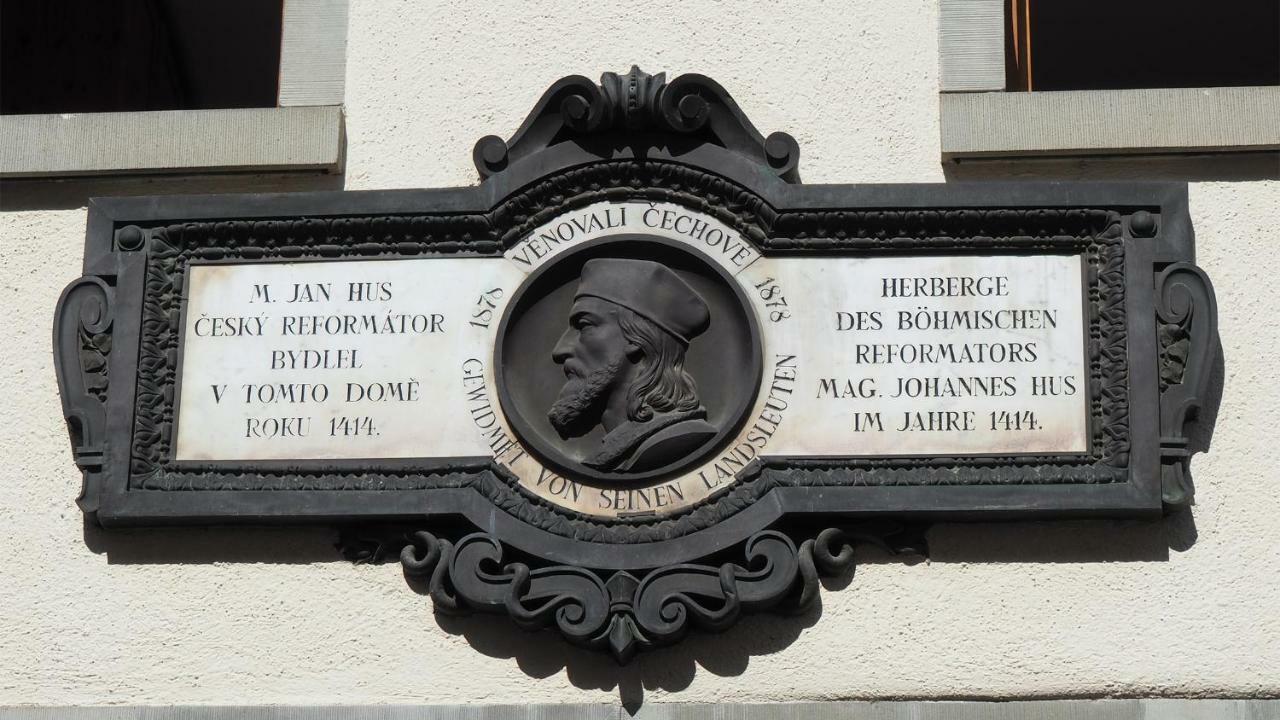 M. JAN HUS
ČESKÝ REFORMÁTOR
BYDLEL
V TOMTO DOMĚ
ROKU 1414.
VĚNOVALI ČECHOVÉ
1878 1878
GEWIDMET VON SEINEN LANDSLEUTEN
HERBERGE
DES BÖHMISCHEN
REFORMATORS
MAG. JOHANNES HUS
IM JAHRE 1414.